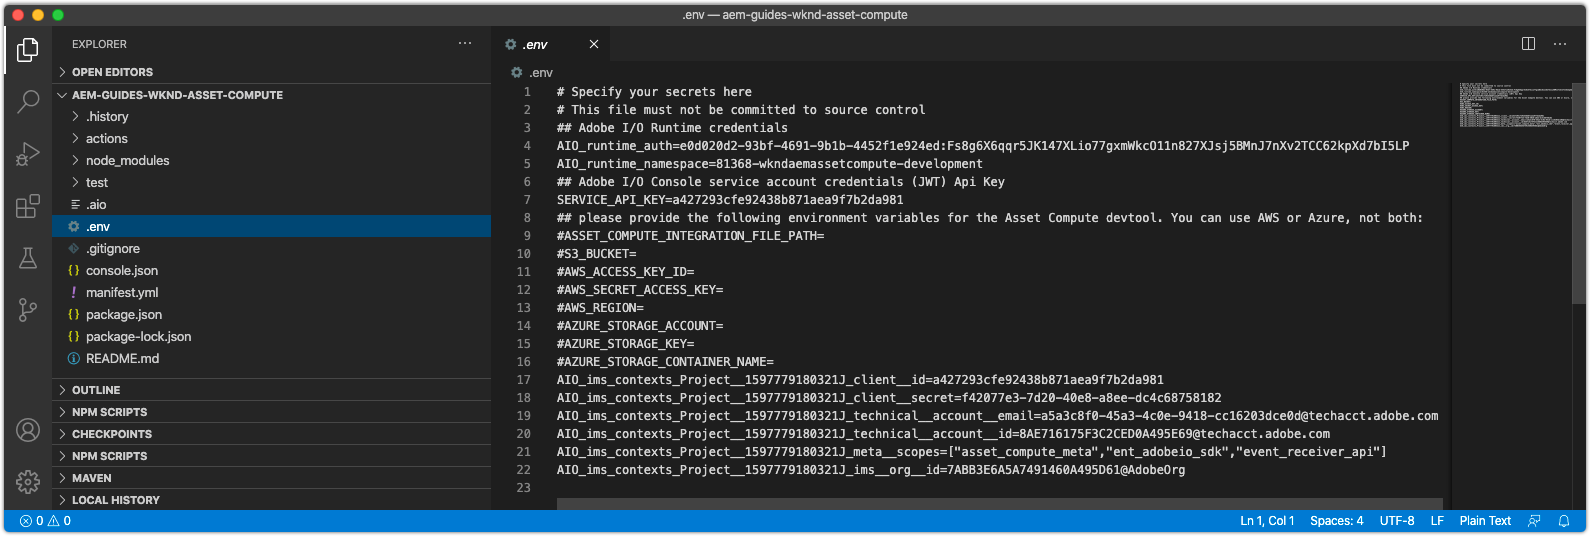 .env — aem-guides-wknd-asset-compute
EXPLORER
OPEN EDITORS
AEM-GUIDES-WKND-ASSET-COMPUTE
.history
actions
node_modules
test
.aio
.env
.gitignore
console.json
manifest.yml
package.json
package-lock.json
README.md
OUTLINE
NPM SCRIPTS
CHECKPOINTS
NPM SCRIPTS
MAVEN
LOCAL HISTORY
.env
.env
1 # Specify your secrets here
2 # This file must not be committed to source control
3 ## Adobe I/O Runtime credentials
4 AIO_runtime_auth=e0d020d2-93bf-4691-9b1b-4452f1e924ed:Fs8g6X6qqr5JK147XLio77gxmWkcO11n827XJsj5BMnJ7nXv2TCC62kpXd7bI5LP
5 AIO_runtime_namespace=81368-wkndaemassetcompute-development
6 ## Adobe I/O Console service account credentials (JWT) Api Key
7 SERVICE_API_KEY=a427293cfe92438b871aea9f7b2da981
8 ## please provide the following environment variables for the Asset Compute devtool. You can use AWS or Azure, not both:
9 #ASSET_COMPUTE_INTEGRATION_FILE_PATH=
10 #S3_BUCKET=
11 #AWS_ACCESS_KEY_ID=
12 #AWS_SECRET_ACCESS_KEY=
13 #AWS_REGION=
14 #AZURE_STORAGE_ACCOUNT=
15 #AZURE_STORAGE_KEY=
16 #AZURE_STORAGE_CONTAINER_NAME=
17 AIO_ims_contexts_Project__1597779180321J_client__id=a427293cfe92438b871aea9f7b2da981
18 AIO_ims_contexts_Project__1597779180321J_client__secret=f42077e3-7d20-40e8-a8ee-dc4c68758182
19 AIO_ims_contexts_Project__1597779180321J_technical__account__email=a5a3c8f0-45a3-4c0e-9418-cc16203dce0d@techacct.adobe.com
20 AIO_ims_contexts_Project__1597779180321J_technical__account__id=8AE716175F3C2CED0A495E69@techacct.adobe.com
21 AIO_ims_contexts_Project__1597779180321J_meta__scopes=["asset_compute_meta","ent_adobeio_sdk","event_receiver_api"]
22 AIO_ims_contexts_Project__1597779180321J_ims__org__id=7ABB3E6A5A7491460A495D61@AdobeOrg
23
0 0
Ln 1, Col 1 Spaces: 4 UTF-8 LF Plain Text